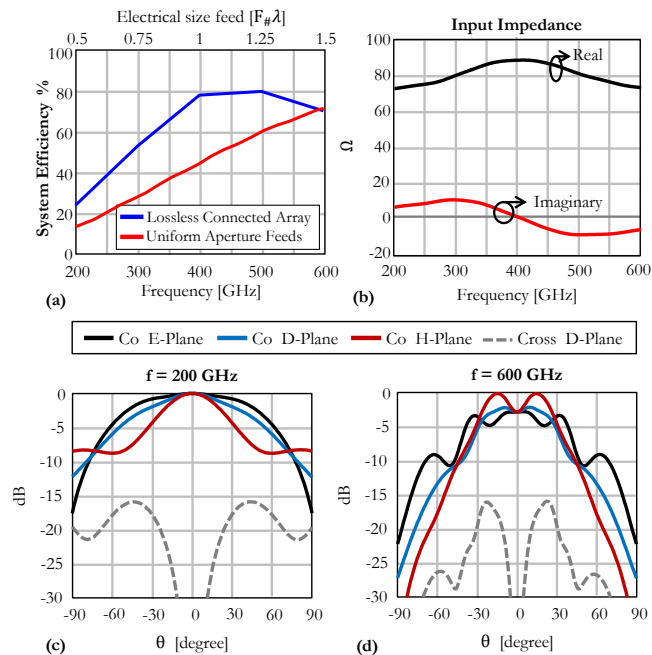 Electrical size feed [F#λ]
0.5 0.75 1 1.25 1.5
100
80
60
40
20
0
System Efficiency %
Lossless Connected Array
Uniform Aperture Feeds
200 300 400 500 600
(a) Frequency [GHz]
Input Impedance
100
80
60
40
20
0
-20
Ω
Real
Imaginary
200 300 400 500 600
(b) Frequency [GHz]
Co E-Plane Co D-Plane Co H-Plane Cross D-Plane
f = 200 GHz
0
-5
-10
-15
-20
-25
-30
dB
-90 -60 -30 0 30 60 90
(c) θ [degree]
f = 600 GHz
0
-5
-10
-15
-20
-25
-30
dB
-90 -60 -30 0 30 60 90
(d) θ [degree]